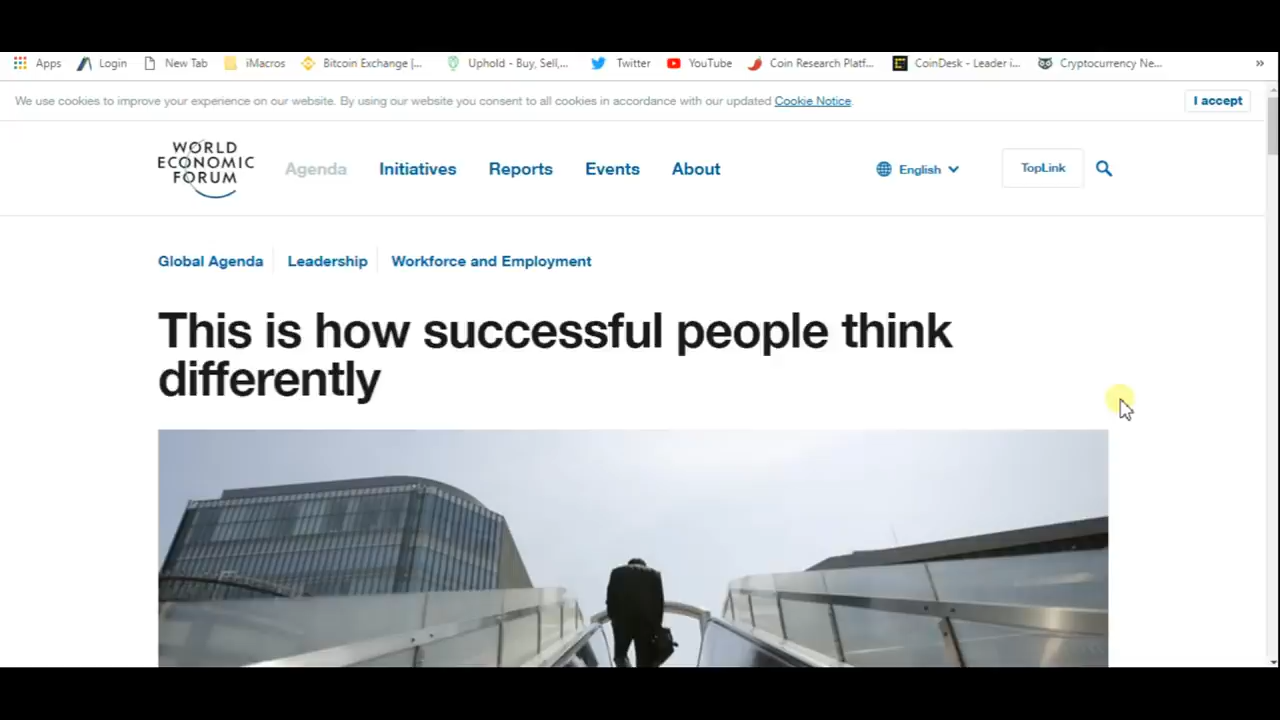 Apps Login New Tab iMacros Bitcoin Exchange |... Uphold - Buy, Sell,... Twitter YouTube Coin Research Platf... CoinDesk - Leader i... Cryptocurrency Ne... »
We use cookies to improve your experience on our website. By using our website you consent to all cookies in accordance with our updated Cookie Notice. I accept
WORLD
ECONOMIC
FORUM
Agenda Initiatives Reports Events About English TopLink
Global Agenda Leadership Workforce and Employment
This is how successful people think
differently